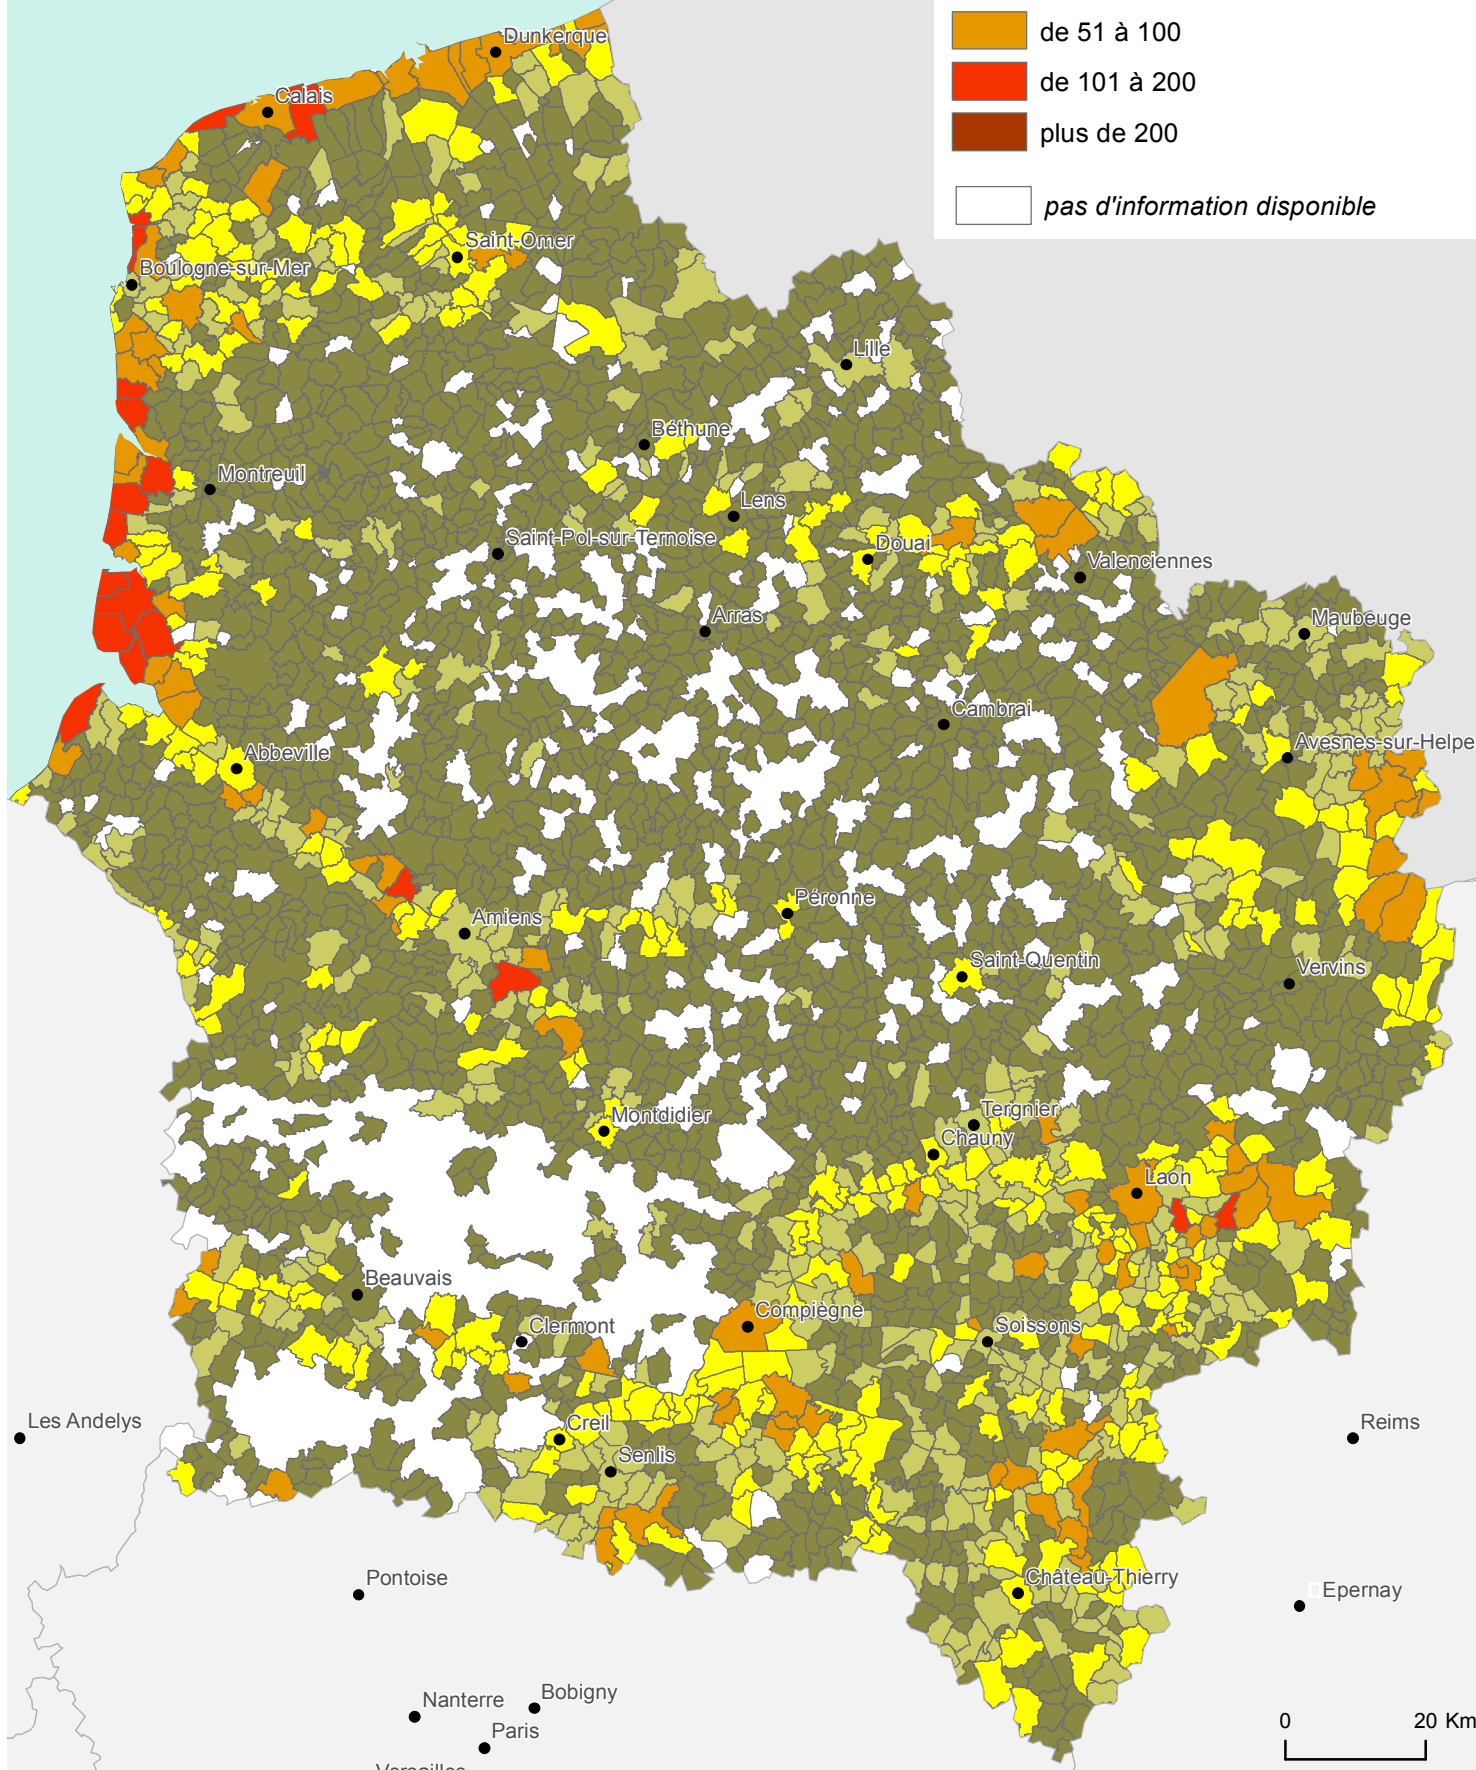 de 51 à 100
de 101 à 200
plus de 200
pas d'information disponible
Dunkerque
Calais
Saint-Omer
Boulogne-sur-Mer
Lille
Béthune
Montreuil
Lens
Saint-Pol-sur-Ternoise
Douai
Valenciennes
Arras
Maubeuge
Cambrai
Avesnes-sur-Helpe
Abbeville
Péronne
Amiens
Saint-Quentin
Vervins
Tergnier
Montdidier
Chauny
Laon
Beauvais
Compiègne
Clermont
Soissons
Les Andelys
Creil
Reims
Senlis
Pontoise
Château-Thierry
Epernay
Nanterre
Bobigny
Paris
0 20 Km